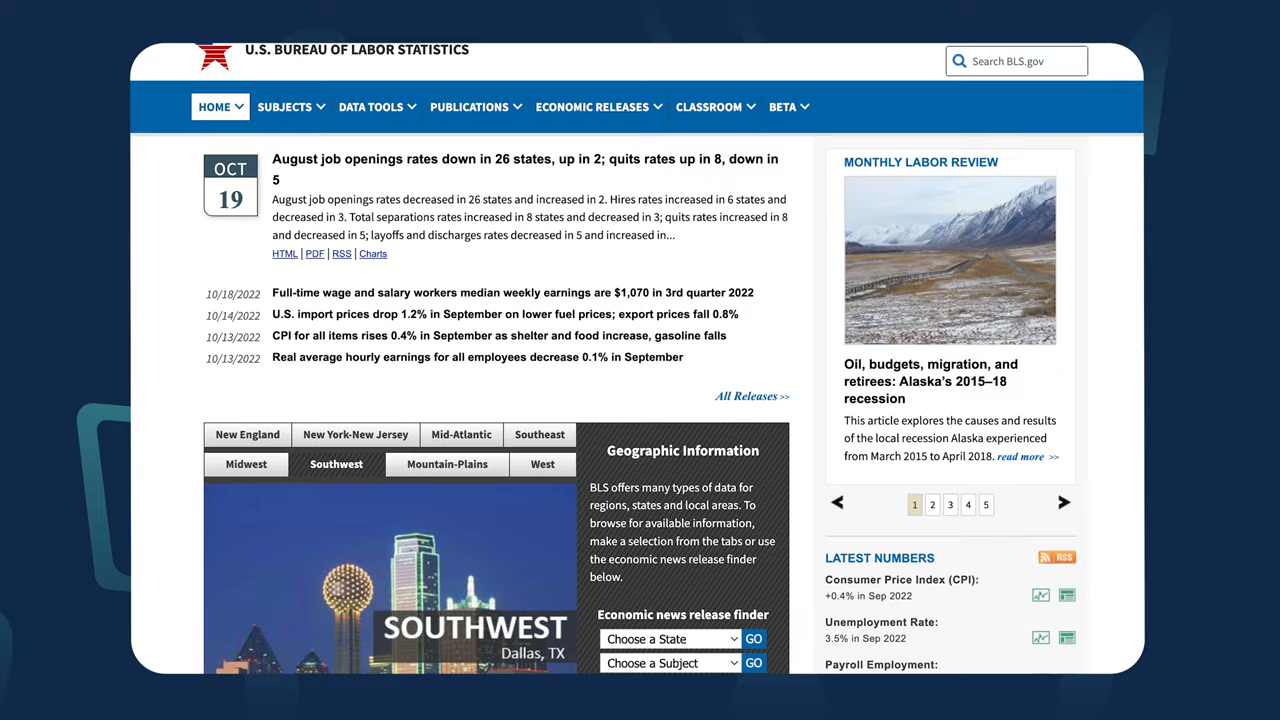 U.S. BUREAU OF LABOR STATISTICS
Search BLS.gov
HOME SUBJECTS DATA TOOLS PUBLICATIONS ECONOMIC RELEASES CLASSROOM BETA
OCT
19
August job openings rates down in 26 states, up in 2; quits rates up in 8, down in
5
August job openings rates decreased in 26 states and increased in 2. Hires rates increased in 6 states and
decreased in 3. Total separations rates increased in 8 states and decreased in 3; quits rates increased in 8
and decreased in 5; layoffs and discharges rates decreased in 5 and increased in...
HTML | PDF | RSS | Charts
10/18/2022 Full-time wage and salary workers median weekly earnings are $1,070 in 3rd quarter 2022
10/14/2022 U.S. import prices drop 1.2% in September on lower fuel prices; export prices fall 0.8%
10/13/2022 CPI for all items rises 0.4% in September as shelter and food increase, gasoline falls
10/13/2022 Real average hourly earnings for all employees decrease 0.1% in September
All Releases >>
New England New York-New Jersey Mid-Atlantic Southeast
Midwest Southwest Mountain-Plains West
SOUTHWEST
Dallas, TX
Geographic Information
BLS offers many types of data for
regions, states and local areas. To
browse for available information,
make a selection from the tabs or use
the economic news release finder
below.
Economic news release finder
Choose a State GO
Choose a Subject GO
MONTHLY LABOR REVIEW
Oil, budgets, migration, and
retirees: Alaska's 2015–18
recession
This article explores the causes and results
of the local recession Alaska experienced
from March 2015 to April 2018. read more >>
1 2 3 4 5
LATEST NUMBERS
RSS
Consumer Price Index (CPI):
+0.4% in Sep 2022
Unemployment Rate:
3.5% in Sep 2022
Payroll Employment: